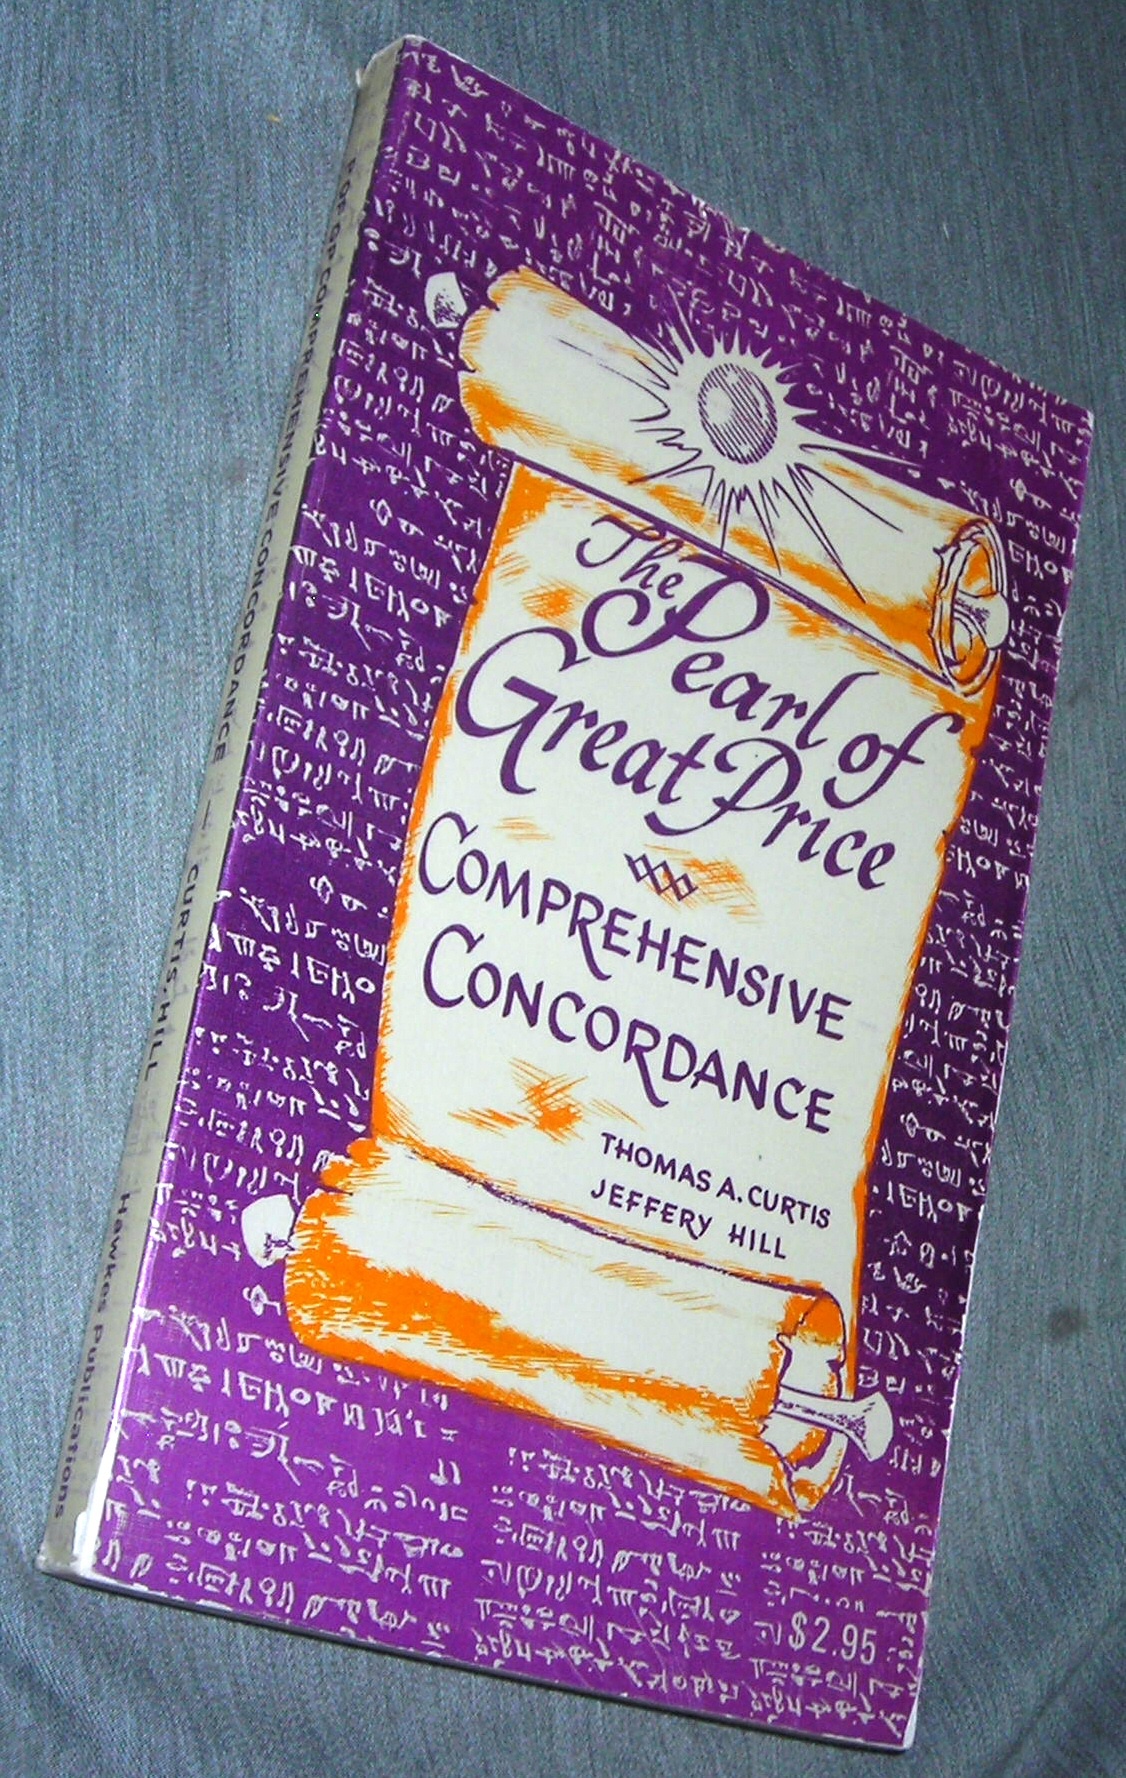 The Pearl of
Great Price
COMPREHENSIVE
CONCORDANCE
THOMAS A. CURTIS
JEFFERY HILL
$2.95
P. OF G.P. COMPREHENSIVE CONCORDANCE — CURTIS, HILL Hawkes Publications